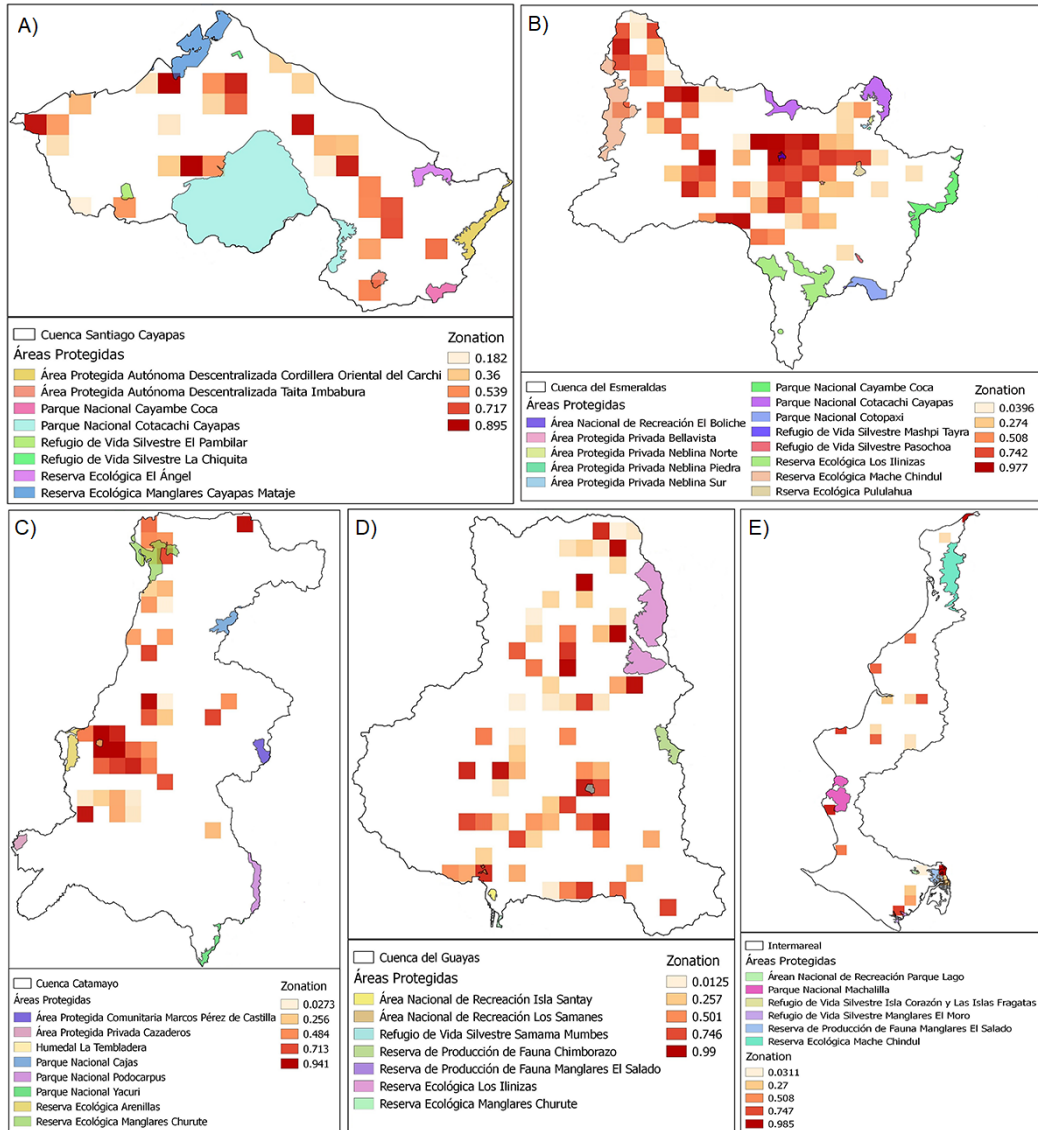 A)
Cuenca Santiago Cayapas
Áreas Protegidas
Área Protegida Autónoma Descentralizada Cordillera Oriental del Carchi
Área Protegida Autónoma Descentralizada Taita Imbabura
Parque Nacional Cayambe Coca
Parque Nacional Cotacachi Cayapas
Refugio de Vida Silvestre El Pambilar
Refugio de Vida Silvestre La Chiquita
Reserva Ecológica El Ángel
Reserva Ecológica Manglares Cayapas Mataje
Zonation
0.182
0.36
0.539
0.717
0.895
B)
Cuenca del Esmeraldas
Áreas Protegidas
Área Nacional de Recreación El Boliche
Área Protegida Privada Bellavista
Área Protegida Privada Neblina Norte
Área Protegida Privada Neblina Piedra
Área Protegida Privada Neblina Sur
Parque Nacional Cayambe Coca
Parque Nacional Cotacachi Cayapas
Parque Nacional Cotopaxi
Refugio de Vida Silvestre Mashpi Tayra
Refugio de Vida Silvestre Pasochoa
Reserva Ecológica Los Ilinizas
Reserva Ecológica Mache Chindul
Rserva Ecológica Pululahua
Zonation
0.0396
0.274
0.508
0.742
0.977
C)
Cuenca Catamayo
Áreas Protegidas
Área Protegida Comunitaria Marcos Pérez de Castilla
Área Protegida Privada Cazaderos
Humedal La Tembladera
Parque Nacional Cajas
Parque Nacional Podocarpus
Parque Nacional Yacuri
Reserva Ecológica Arenillas
Reserva Ecológica Manglares Churute
Zonation
0.0273
0.256
0.484
0.713
0.941
D)
Cuenca del Guayas
Áreas Protegidas
Área Nacional de Recreación Isla Santay
Área Nacional de Recreación Los Samanes
Refugio de Vida Silvestre Samama Mumbes
Reserva de Producción de Fauna Chimborazo
Reserva de Producción de Fauna Manglares El Salado
Reserva Ecológica Los Ilinizas
Reserva Ecológica Manglares Churute
Zonation
0.0125
0.257
0.501
0.746
0.99
E)
Intermareal
Áreas Protegidas
Árean Nacional de Recreación Parque Lago
Parque Nacional Machalilla
Refugio de Vida Silvestre Isla Corazón y Las Islas Fragatas
Refugio de Vida Silvestre Manglares El Moro
Reserva de Producción de Fauna Manglares El Salado
Reserva Ecológica Mache Chindul
Zonation
0.0311
0.27
0.508
0.747
0.985